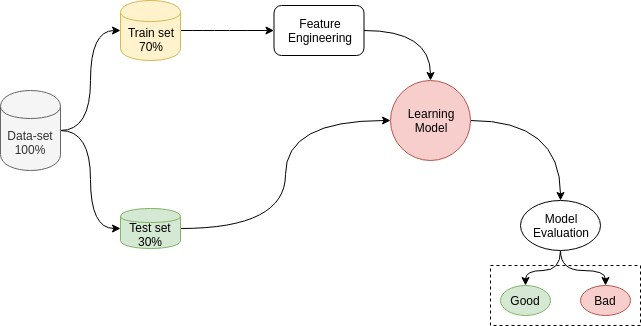 Train set
70%
Feature
Engineering
Data-set
100%
Learning
Model
Test set
30%
Model
Evaluation
Good
Bad